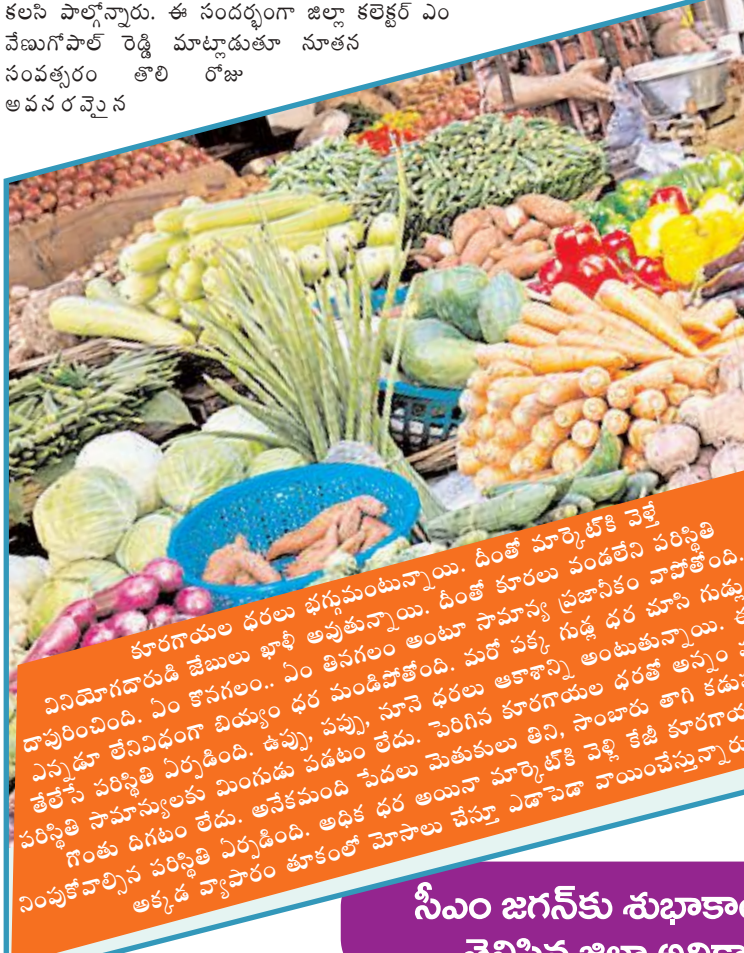 కలసి పాల్గోన్నారు. ఈ సందర్భంగా జిల్లా కలెక్టర్ ఎం
వేణుగోపాల్ రెడ్డి మాట్లాడుతూ నూతన
సంవత్సరం తొలి రోజు
అవసరమైన
కూరగాయల ధరలు భగ్గుమంటున్నాయి. దీంతో మార్కెట్‌కి వెళ్తే
వినియోగదారుడి జేబులు ఖాళీ అవుతున్నాయి. దీంతో కూరలు వండలేని పరిస్థితి
దాపురించింది. ఏం కొనగలం.. ఏం తినగలం అంటూ సామాన్య ప్రజానీకం వాపోతోంది.
ఎన్నడూ లేనివిధంగా బియ్యం ధర మండిపోతోంది. మరో పక్క గుడ్ల ధర చూసి గుడ్లు
తేలేసే పరిస్థితి ఏర్పడింది. ఉప్పు, పప్పు, నూనె ధరలు ఆకాశాన్ని అంటుతున్నాయి. ఈ
పరిస్థితి సామాన్యులకు మింగుడు పడటం లేదు. పెరిగిన కూరగాయల ధరతో అన్నం
గొంతు దిగటం లేదు. అనేకమంది పేదలు మెతుకులు తిని, సాంబారు తాగి
నింపుకోవాల్సిన పరిస్థితి ఏర్పడింది. అధిక ధర అయినా మార్కెట్‌కి వెళ్లి కేజీ
అక్కడ వ్యాపారం తూకంలో మోసాలు చేస్తూ ఎడాపెడా వాయించేస్తున్నారు
సీఎం జగన్‌కు